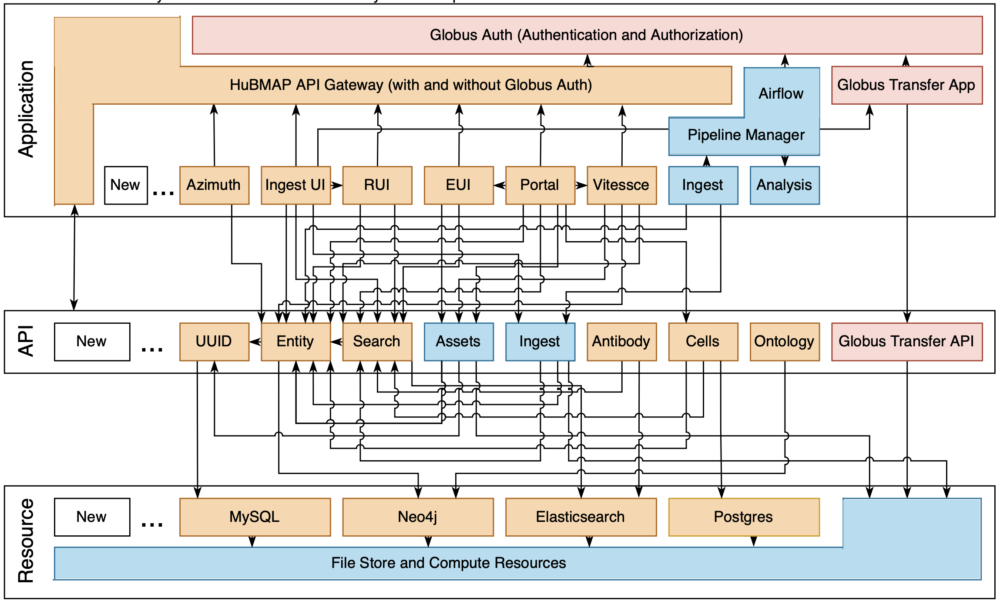 Application
Globus Auth (Authentication and Authorization)
HuBMAP API Gateway (with and without Globus Auth)
Airflow
Globus Transfer App
Pipeline Manager
New
...
Azimuth
Ingest UI
RUI
EUI
Portal
Vitessce
Ingest
Analysis
API
New
...
UUID
Entity
Search
Assets
Ingest
Antibody
Cells
Ontology
Globus Transfer API
Resource
New
...
MySQL
Neo4j
Elasticsearch
Postgres
File Store and Compute Resources